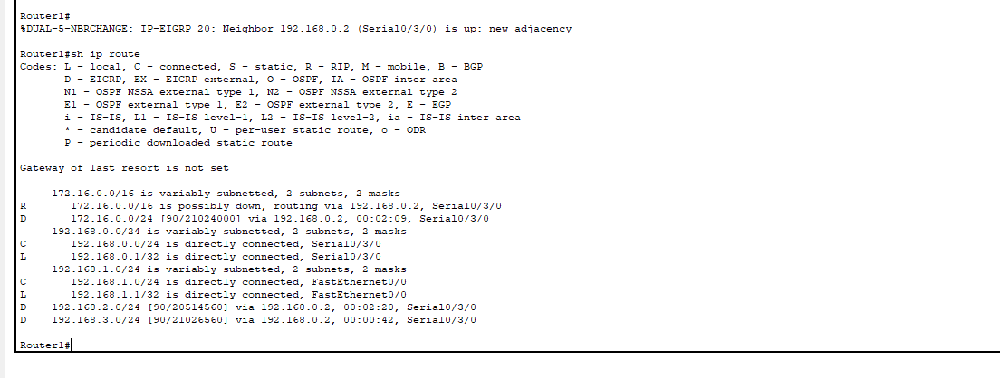 Router1#
%DUAL-5-NBRCHANGE: IP-EIGRP 20: Neighbor 192.168.0.2 (Serial0/3/0) is up: new adjacency
Router1#sh ip route
Codes: L - local, C - connected, S - static, R - RIP, M - mobile, B - BGP
D - EIGRP, EX - EIGRP external, O - OSPF, IA - OSPF inter area
N1 - OSPF NSSA external type 1, N2 - OSPF NSSA external type 2
E1 - OSPF external type 1, E2 - OSPF external type 2, E - EGP
i - IS-IS, L1 - IS-IS level-1, L2 - IS-IS level-2, ia - IS-IS inter area
* - candidate default, U - per-user static route, o - ODR
P - periodic downloaded static route
Gateway of last resort is not set
172.16.0.0/16 is variably subnetted, 2 subnets, 2 masks
R 172.16.0.0/16 is possibly down, routing via 192.168.0.2, Serial0/3/0
D 172.16.0.0/24 [90/21024000] via 192.168.0.2, 00:02:09, Serial0/3/0
192.168.0.0/24 is variably subnetted, 2 subnets, 2 masks
C 192.168.0.0/24 is directly connected, Serial0/3/0
L 192.168.0.1/32 is directly connected, Serial0/3/0
192.168.1.0/24 is variably subnetted, 2 subnets, 2 masks
C 192.168.1.0/24 is directly connected, FastEthernet0/0
L 192.168.1.1/32 is directly connected, FastEthernet0/0
D 192.168.2.0/24 [90/20514560] via 192.168.0.2, 00:02:20, Serial0/3/0
D 192.168.3.0/24 [90/21026560] via 192.168.0.2, 00:00:42, Serial0/3/0
Router1#